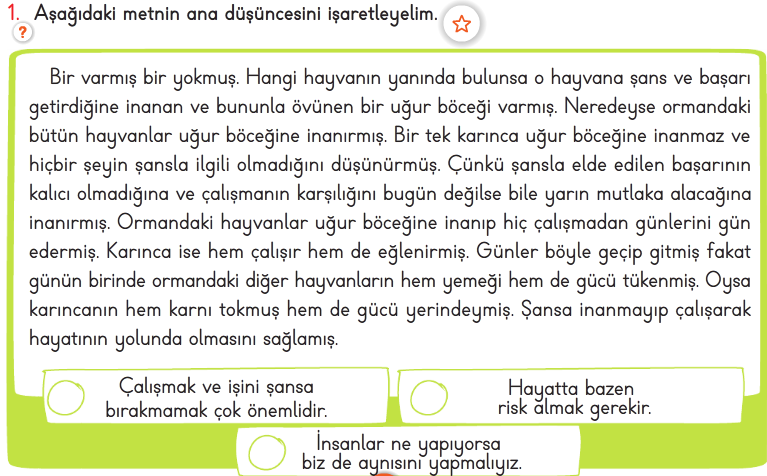 1. Aşağıdaki metnin ana düşüncesini işaretleyelim.
?
Bir varmış bir yokmuş. Hangi hayvanın yanında bulunsa o hayvana şans ve başarı
getirdiğine inanan ve bununla övünen bir uğur böceği varmış. Neredeyse ormandaki
bütün hayvanlar uğur böceğine inanırmış. Bir tek karınca uğur böceğine inanmaz ve
hiçbir şeyin şansla ilgili olmadığını düşünürmüş. Çünkü şansla elde edilen başarının
kalıcı olmadığına ve çalışmanın karşılığını bugün değilse bile yarın mutlaka alacağına
inanırmış. Ormandaki hayvanlar uğur böceğine inanıp hiç çalışmadan günlerini gün
edermiş. Karınca ise hem çalışır hem de eğlenirmiş. Günler böyle geçip gitmiş fakat
günün birinde ormandaki diğer hayvanların hem yemeği hem de gücü tükenmiş. Oysa
karıncanın hem karnı tokmuş hem de gücü yerindeymiş. Şansa inanmayıp çalışarak
hayatının yolunda olmasını sağlamış.
Çalışmak ve işini şansa
bırakmamak çok önemlidir.
Hayatta bazen
risk almak gerekir.
İnsanlar ne yapıyorsa
biz de aynısını yapmalıyız.